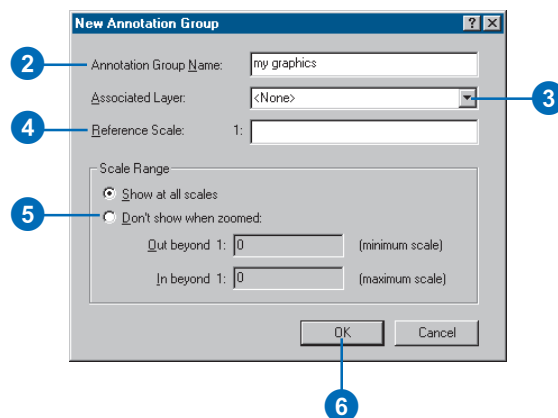 New Annotation Group
2 Annotation Group Name: my graphics
Associated Layer: <None> 3
4 Reference Scale: 1:
Scale Range
Show at all scales
5 Don't show when zoomed:
Out beyond 1: 0 (minimum scale)
In beyond 1: 0 (maximum scale)
OK Cancel
6